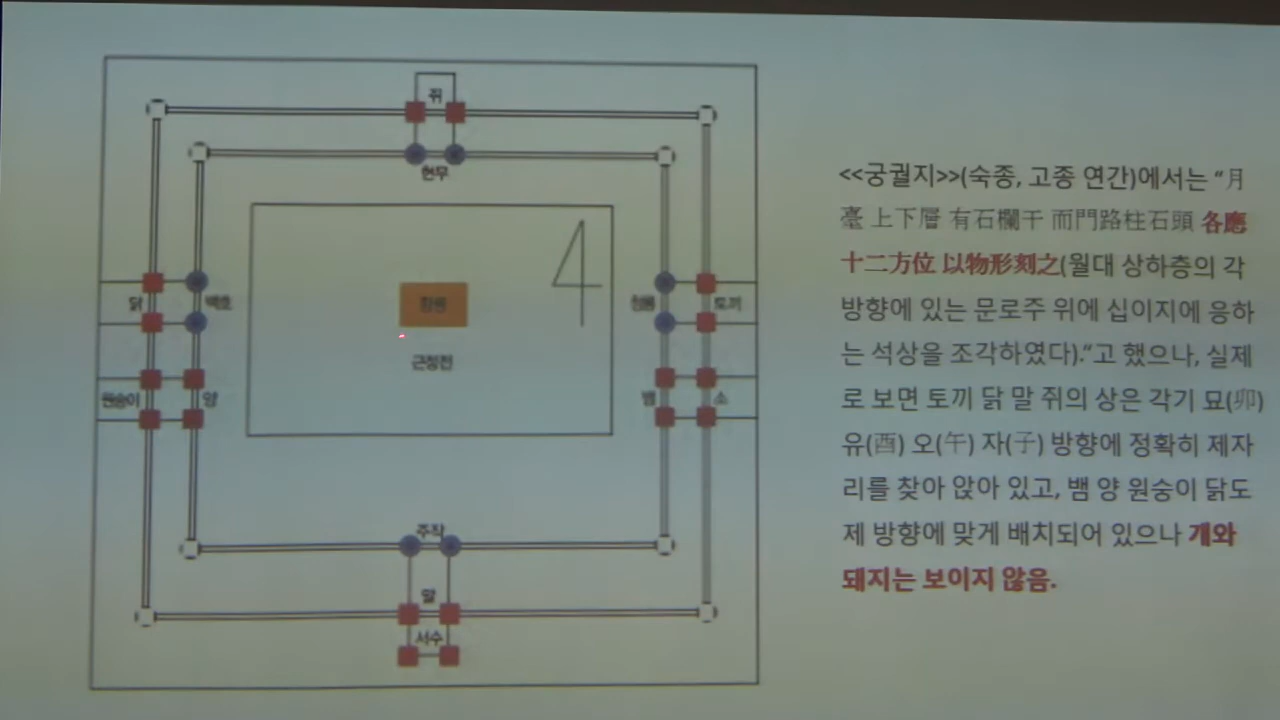 쥐
현무
닭
백호
청룡
토끼
근정전
원숭이
양
뱀
소
주작
말
서수
<<궁궐지>>(숙종, 고종 연간)에서는 "月
臺 上下層 有石欄干 而門路柱石頭 各應
十二方位 以物形刻之(월대 상하층의 각
방향에 있는 문로주 위에 십이지에 응하
는 석상을 조각하였다)."고 했으나, 실제
로 보면 토끼 닭 말 쥐의 상은 각기 묘(卯)
유(酉) 오(午) 자(子) 방향에 정확히 제자
리를 찾아 앉아 있고, 뱀 양 원숭이 닭도
제 방향에 맞게 배치되어 있으나 개와
돼지는 보이지 않음.